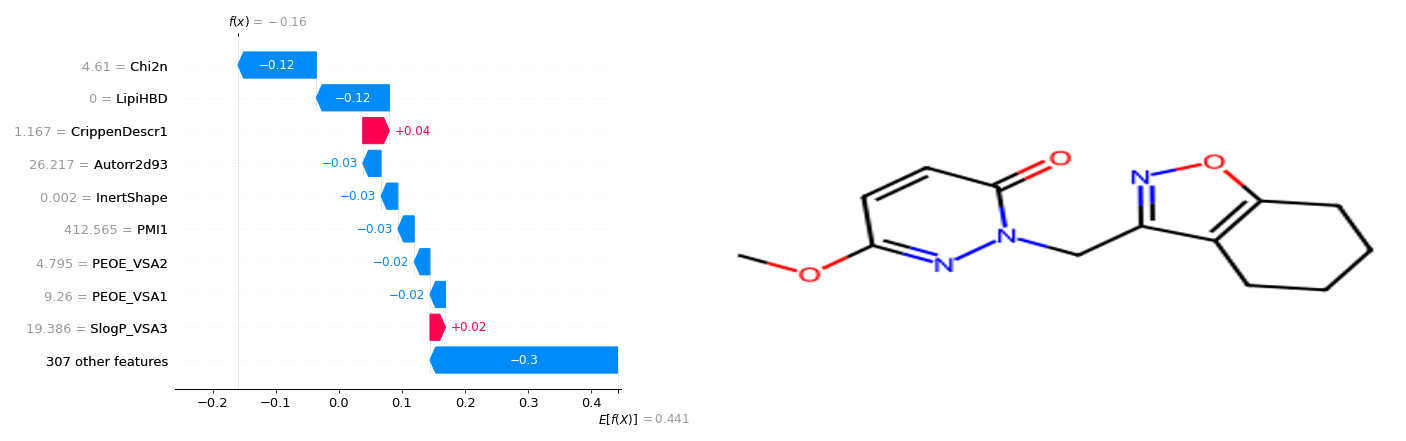 f(x) = −0.16
4.61 = Chi2n
−0.12
0 = LipiHBD
−0.12
1.167 = CrippenDescr1
+0.04
26.217 = Autorr2d93
−0.03
0.002 = InertShape
−0.03
412.565 = PMI1
−0.03
4.795 = PEOE_VSA2
−0.02
9.26 = PEOE_VSA1
−0.02
19.386 = SlogP_VSA3
+0.02
307 other features
−0.3
−0.2 −0.1 0.0 0.1 0.2 0.3 0.4
E[f(X)] = 0.441
O
N
N
O
N
O